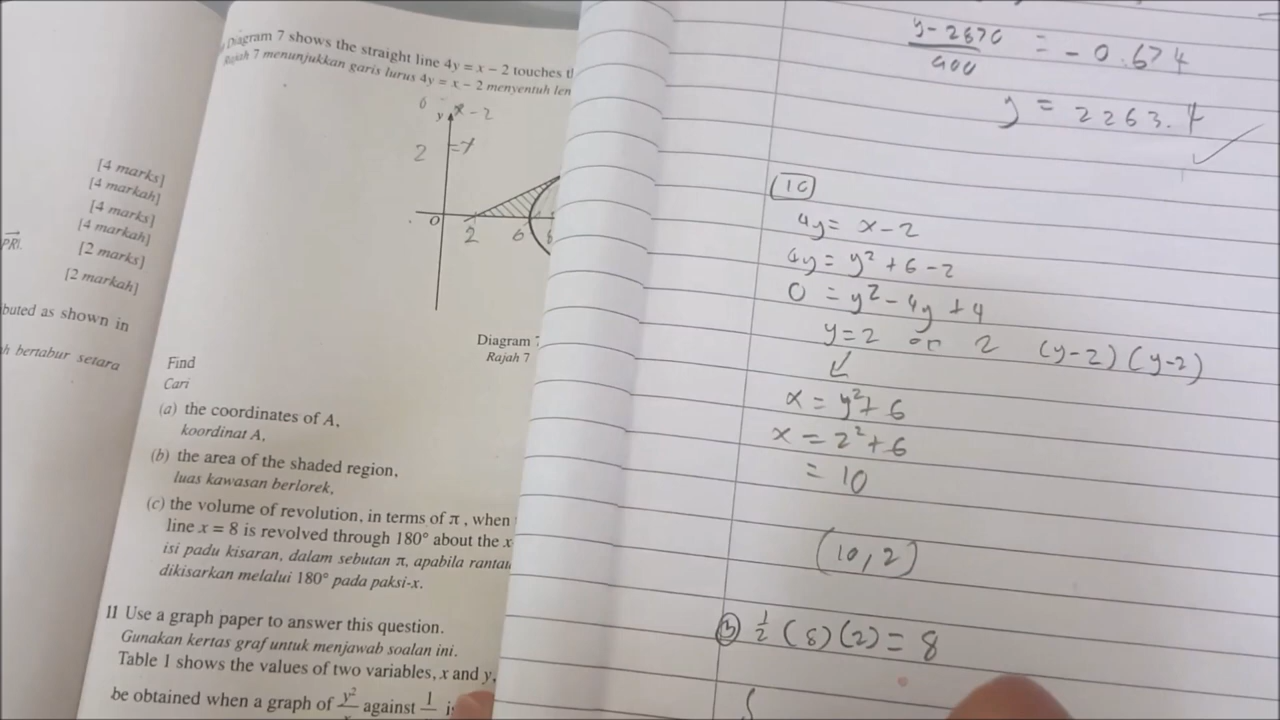 [4 marks]
[4 markah]
[4 marks]
[4 markah]
[2 marks]
[2 markah]
PRI.
buted as shown in
h bertabur setara
Diagram 7 shows the straight line 4y = x − 2 touches
Rajah 7 menunjukkan garis lurus 4y = x − 2 menyentuh
6
y x - 2
2 = x
O 2 6 8
Diagram 7
Rajah 7
Find
Cari
(a) the coordinates of A,
koordinat A,
(b) the area of the shaded region,
luas kawasan berlorek,
(c) the volume of revolution, in terms of π, when
line x = 8 is revolved through 180° about the x
isi padu kisaran, dalam sebutan π, apabila rantau
dikisarkan melalui 180° pada paksi-x.
11 Use a graph paper to answer this question.
Gunakan kertas graf untuk menjawab soalan ini.
Table 1 shows the values of two variables, x and y,
be obtained when a graph of y²/x against 1
y - 2870 / 900 = - 0.674
y = 2263.4
10
4y = x - 2
4y = y² + 6 - 2
0 = y² - 4y + 4
y = 2 or 2 (y-2)(y-2)
x = y² + 6
x = 2² + 6
= 10
(10, 2)
b 1/2 (8)(2) = 8
∫